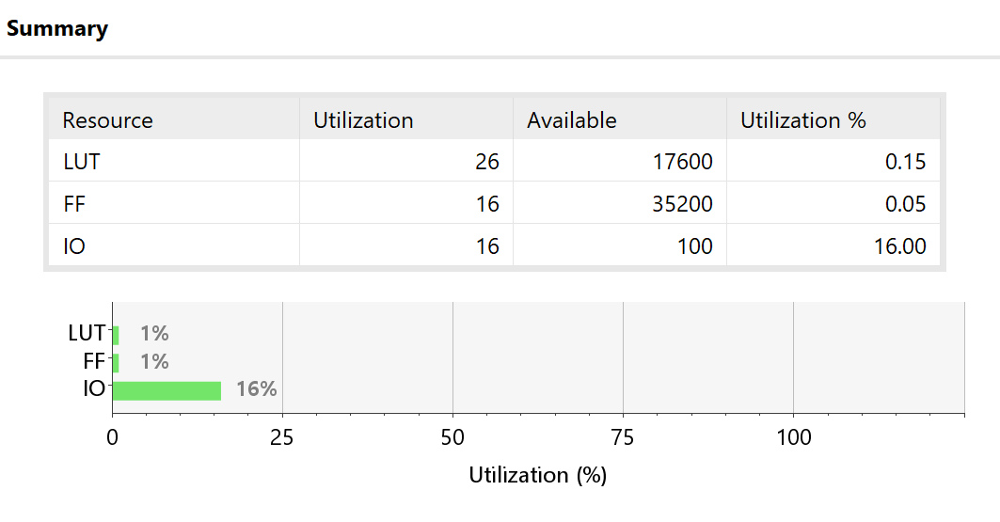 Summary
Resource Utilization Available Utilization %
LUT 26 17600 0.15
FF 16 35200 0.05
IO 16 100 16.00
LUT 1%
FF 1%
IO 16%
0 25 50 75 100
Utilization (%)